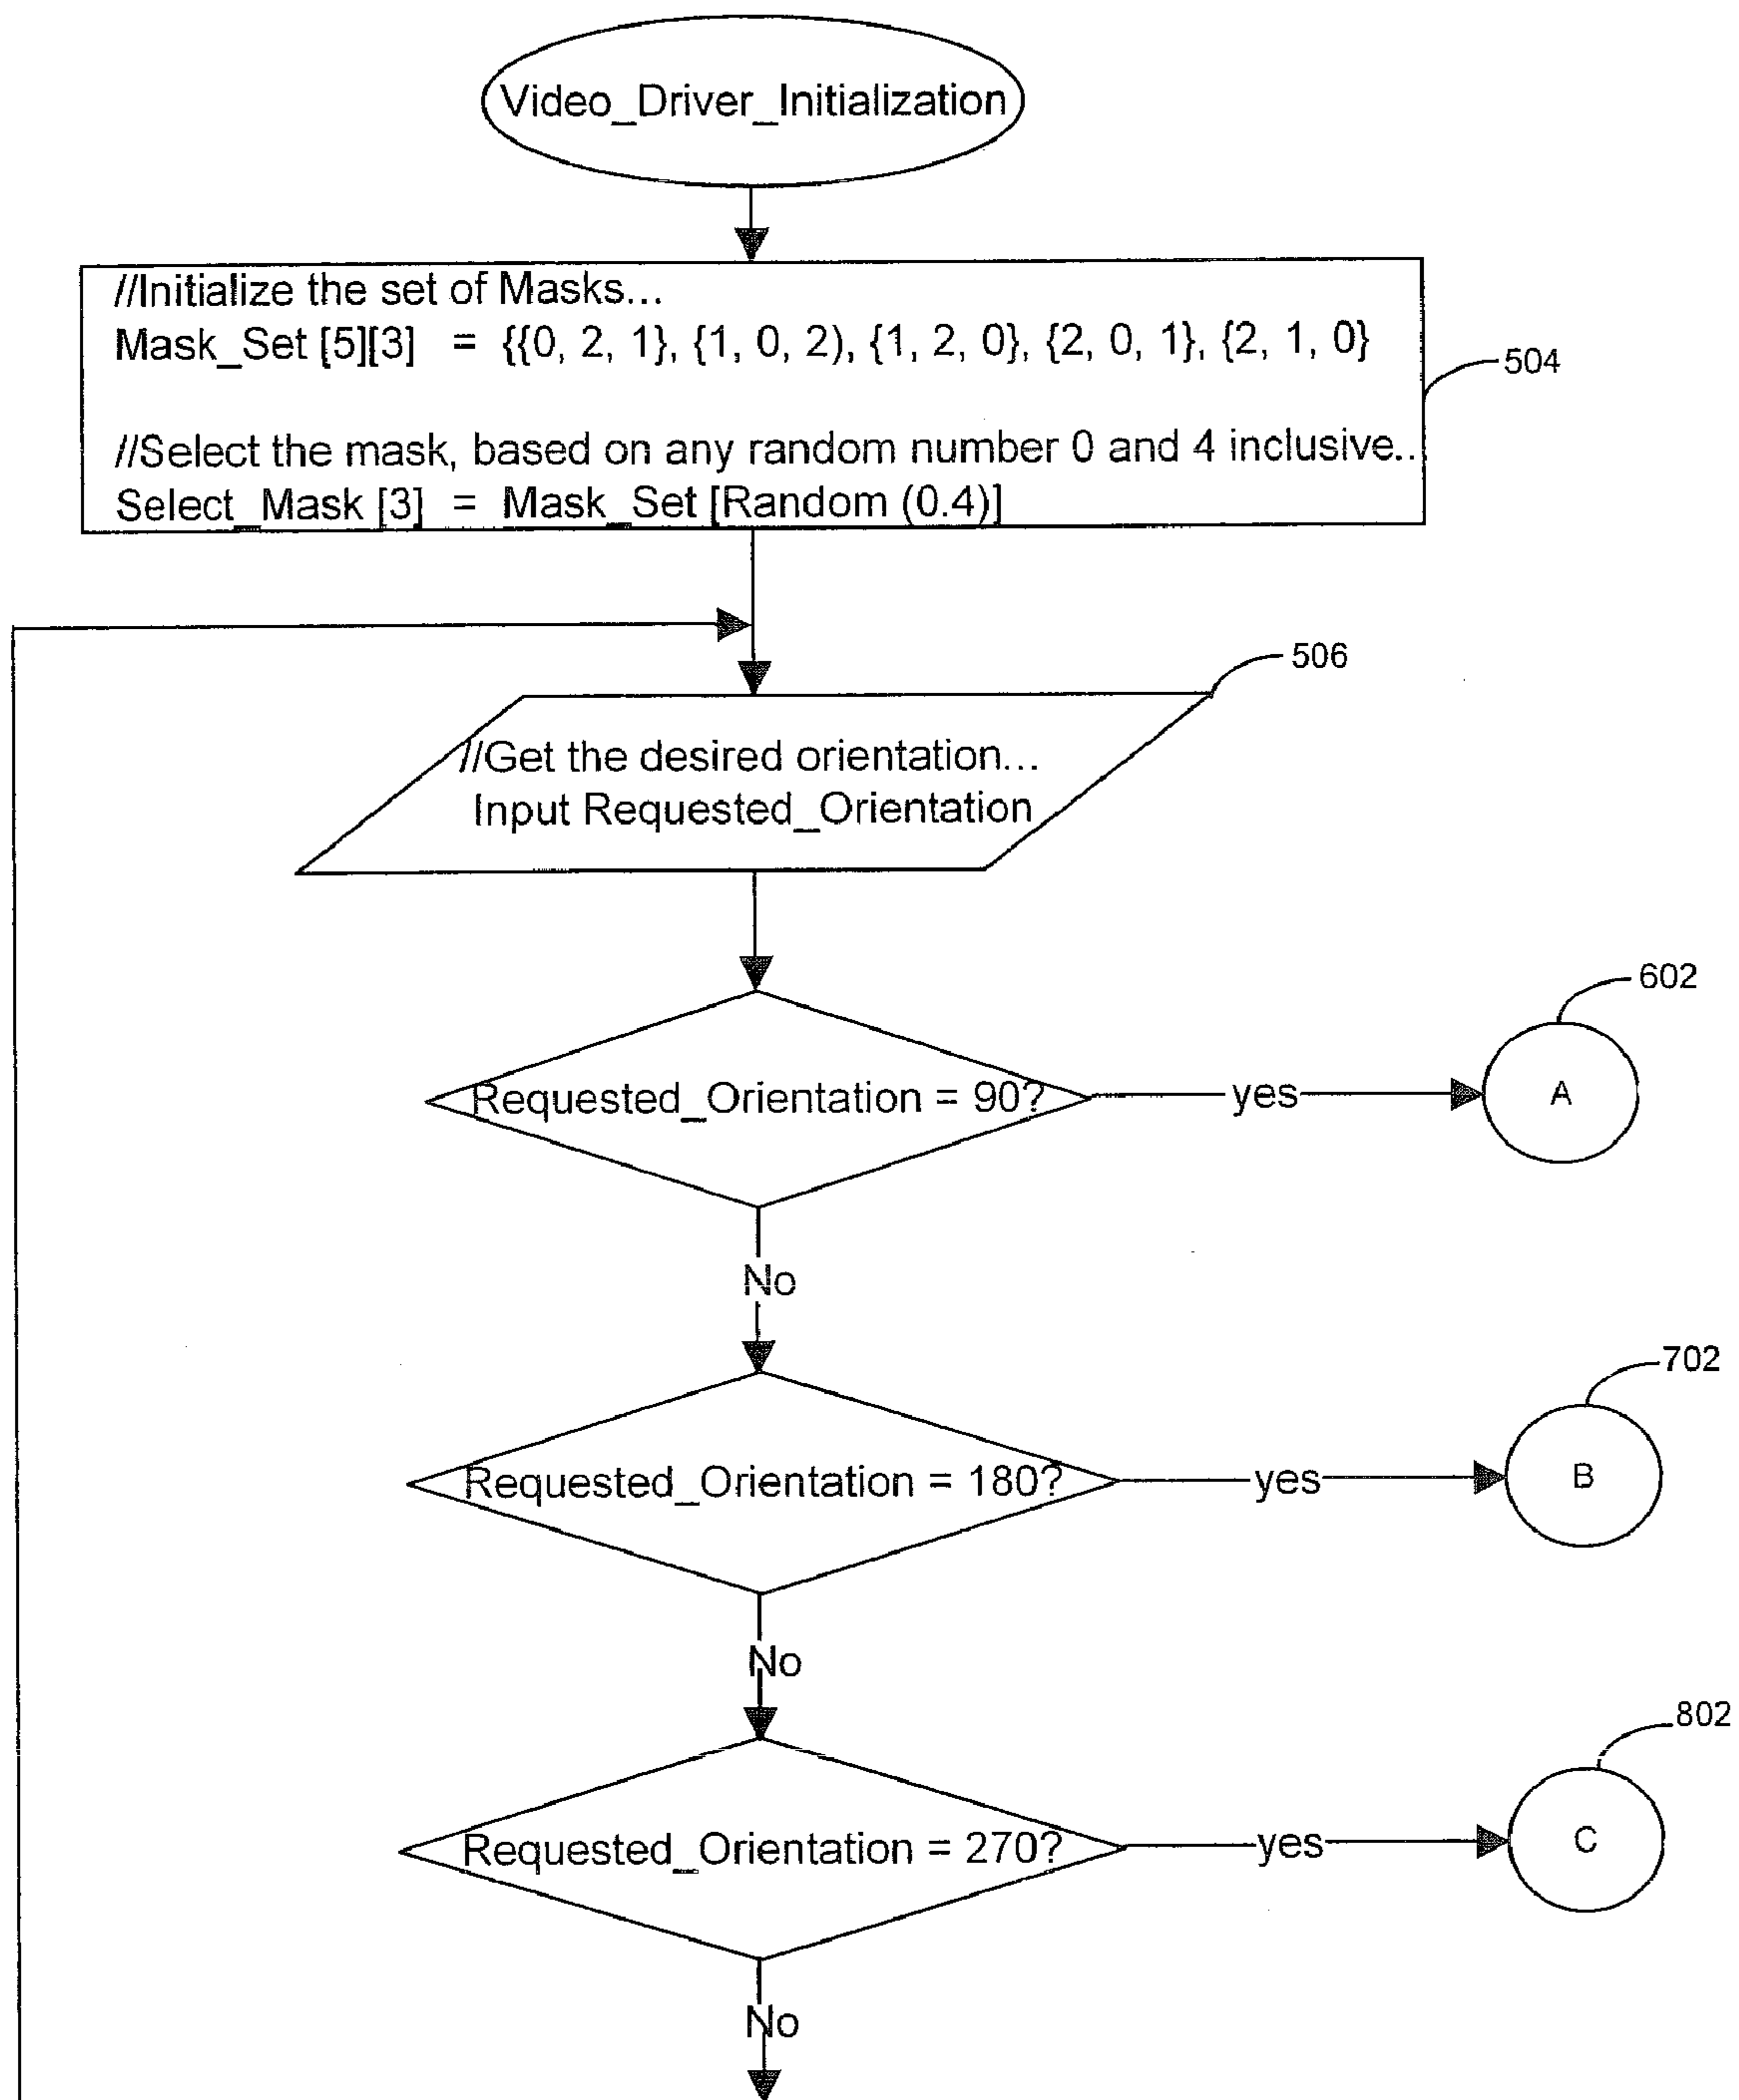 Video_Driver_Initialization
//Initialize the set of Masks...
Mask_Set [5][3] = {{0, 2, 1}, {1, 0, 2), {1, 2, 0}, {2, 0, 1}, {2, 1, 0}
504
//Select the mask, based on any random number 0 and 4 inclusive..
Select_Mask [3] = Mask_Set [Random (0.4)]
506
//Get the desired orientation...
Input Requested_Orientation
602
Requested_Orientation = 90?
yes
A
No
702
Requested_Orientation = 180?
yes
B
No
802
Requested_Orientation = 270?
yes
C
No